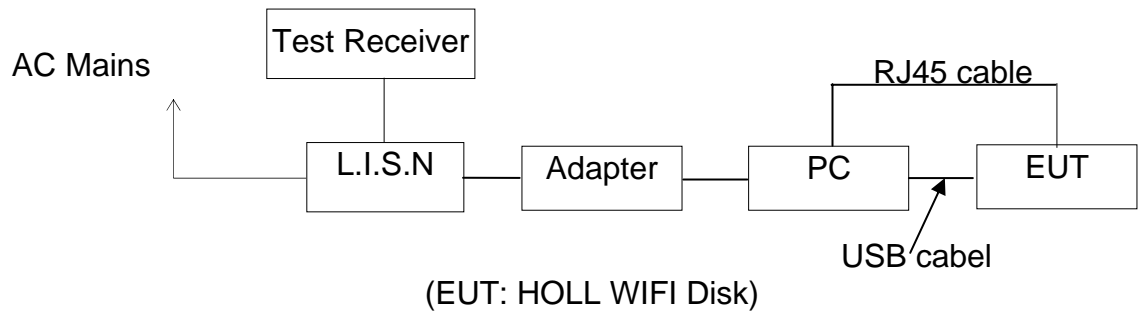 Test Receiver
AC Mains
RJ45 cable
L.I.S.N
Adapter
PC
EUT
USB cabel
(EUT: HOLL WIFI Disk)